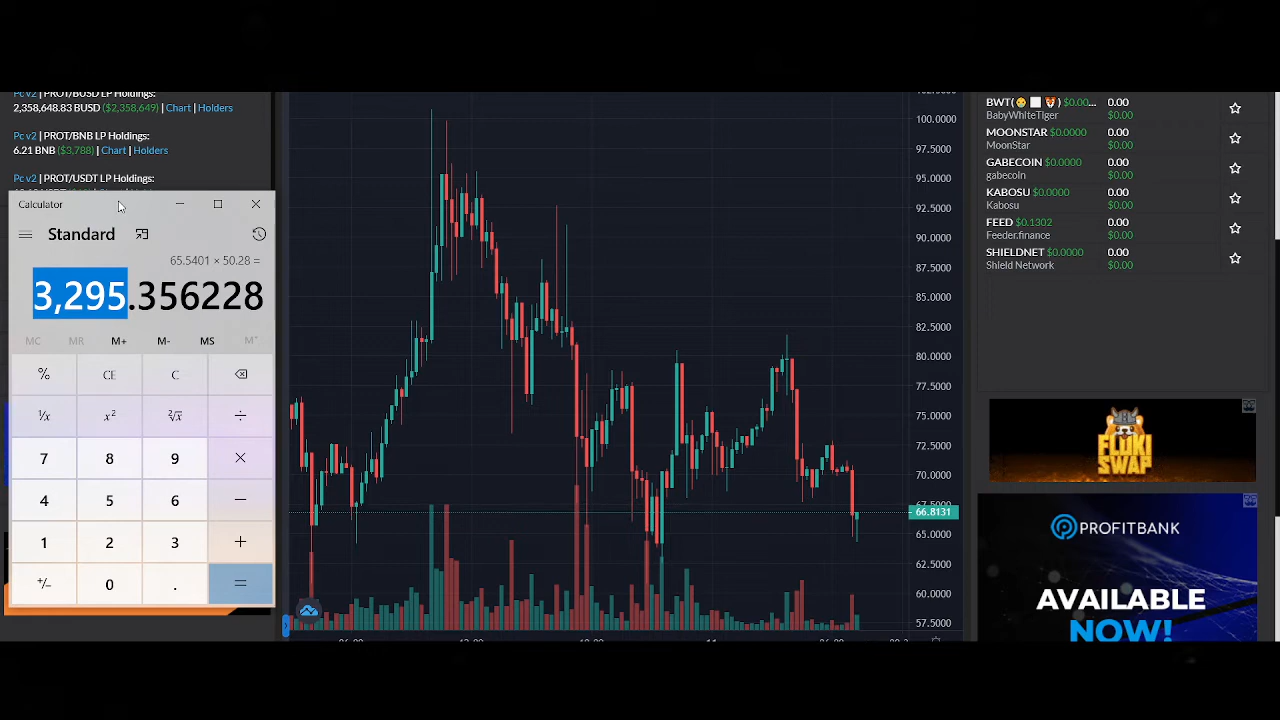 Pc v2 | PROT/BUSD LP Holdings:
2,358,648.83 BUSD ($2,358,649) | Chart | Holders
Pc v2 | PROT/BNB LP Holdings:
6.21 BNB ($3,788) | Chart | Holders
Pc v2 | PROT/USDT LP Holdings:
Calculator
Standard
65.5401 × 50.28 =
3,295.356228
MC MR M+ M- MS M˅
% CE C
¹/x x² ²√x ÷
7 8 9 ×
4 5 6 −
1 2 3 +
+/- 0 . =
100.0000
97.5000
95.0000
92.5000
90.0000
87.5000
85.0000
82.5000
80.0000
77.5000
75.0000
72.5000
70.0000
67.5000
66.8131
65.0000
62.5000
60.0000
57.5000
BWT(😷⬜🐯) $0.00... 0.00
BabyWhiteTiger $0.00
MOONSTAR $0.0000 0.00
MoonStar $0.00
GABECOIN $0.0000 0.00
gabecoin $0.00
KABOSU $0.0000 0.00
Kabosu $0.00
FEED $0.1302 0.00
Feeder.finance $0.00
SHIELDNET $0.0000 0.00
Shield Network $0.00
FLOKI
SWAP
PROFITBANK
AVAILABLE
NOW!